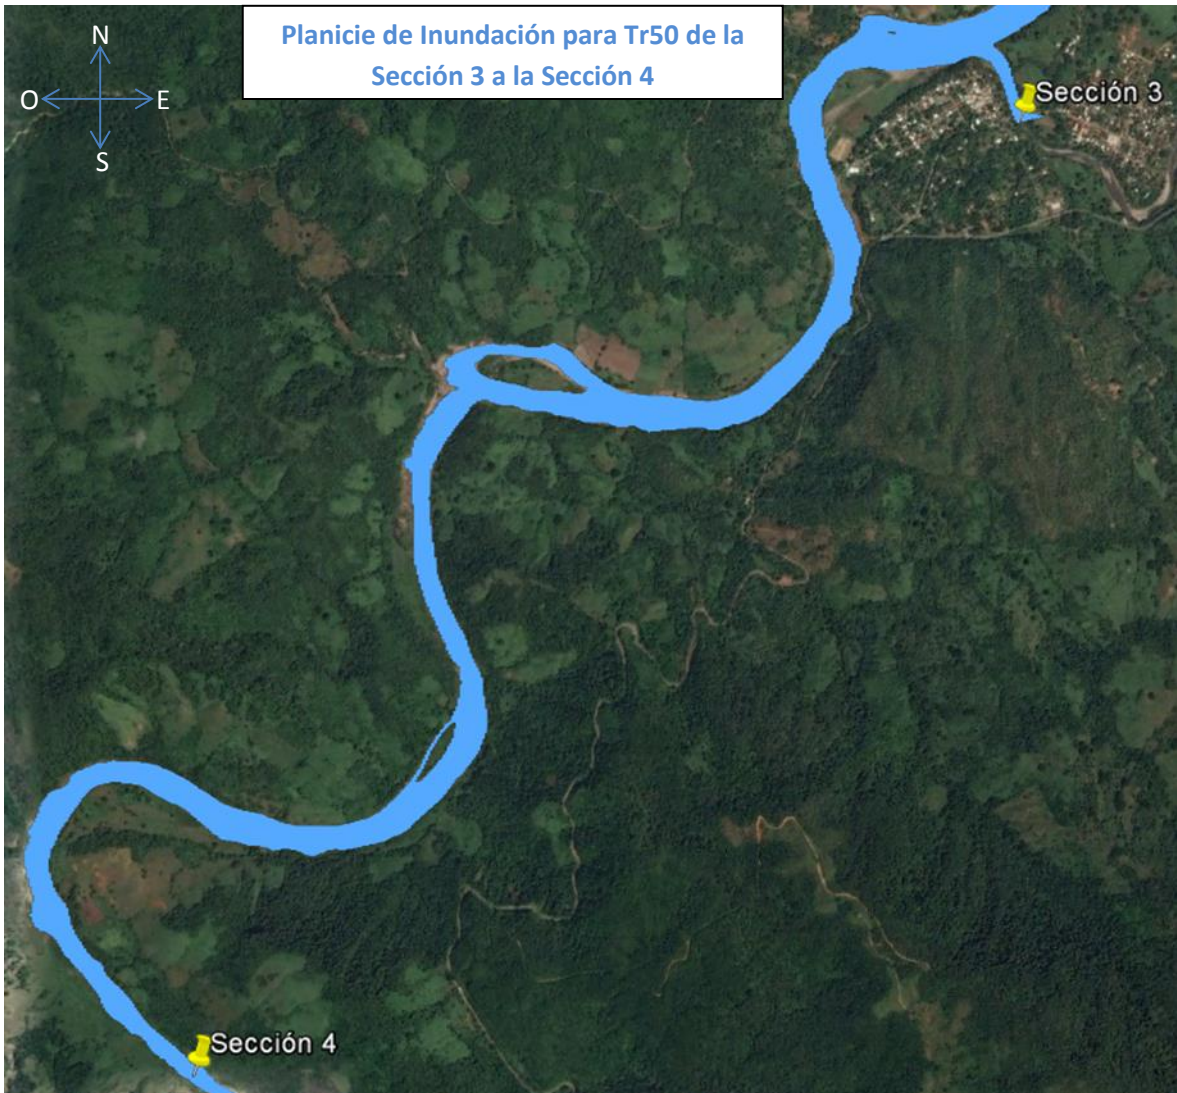 Planicie de Inundación para Tr50 de la
Sección 3 a la Sección 4
N
O
E
S
Sección 3
Sección 4